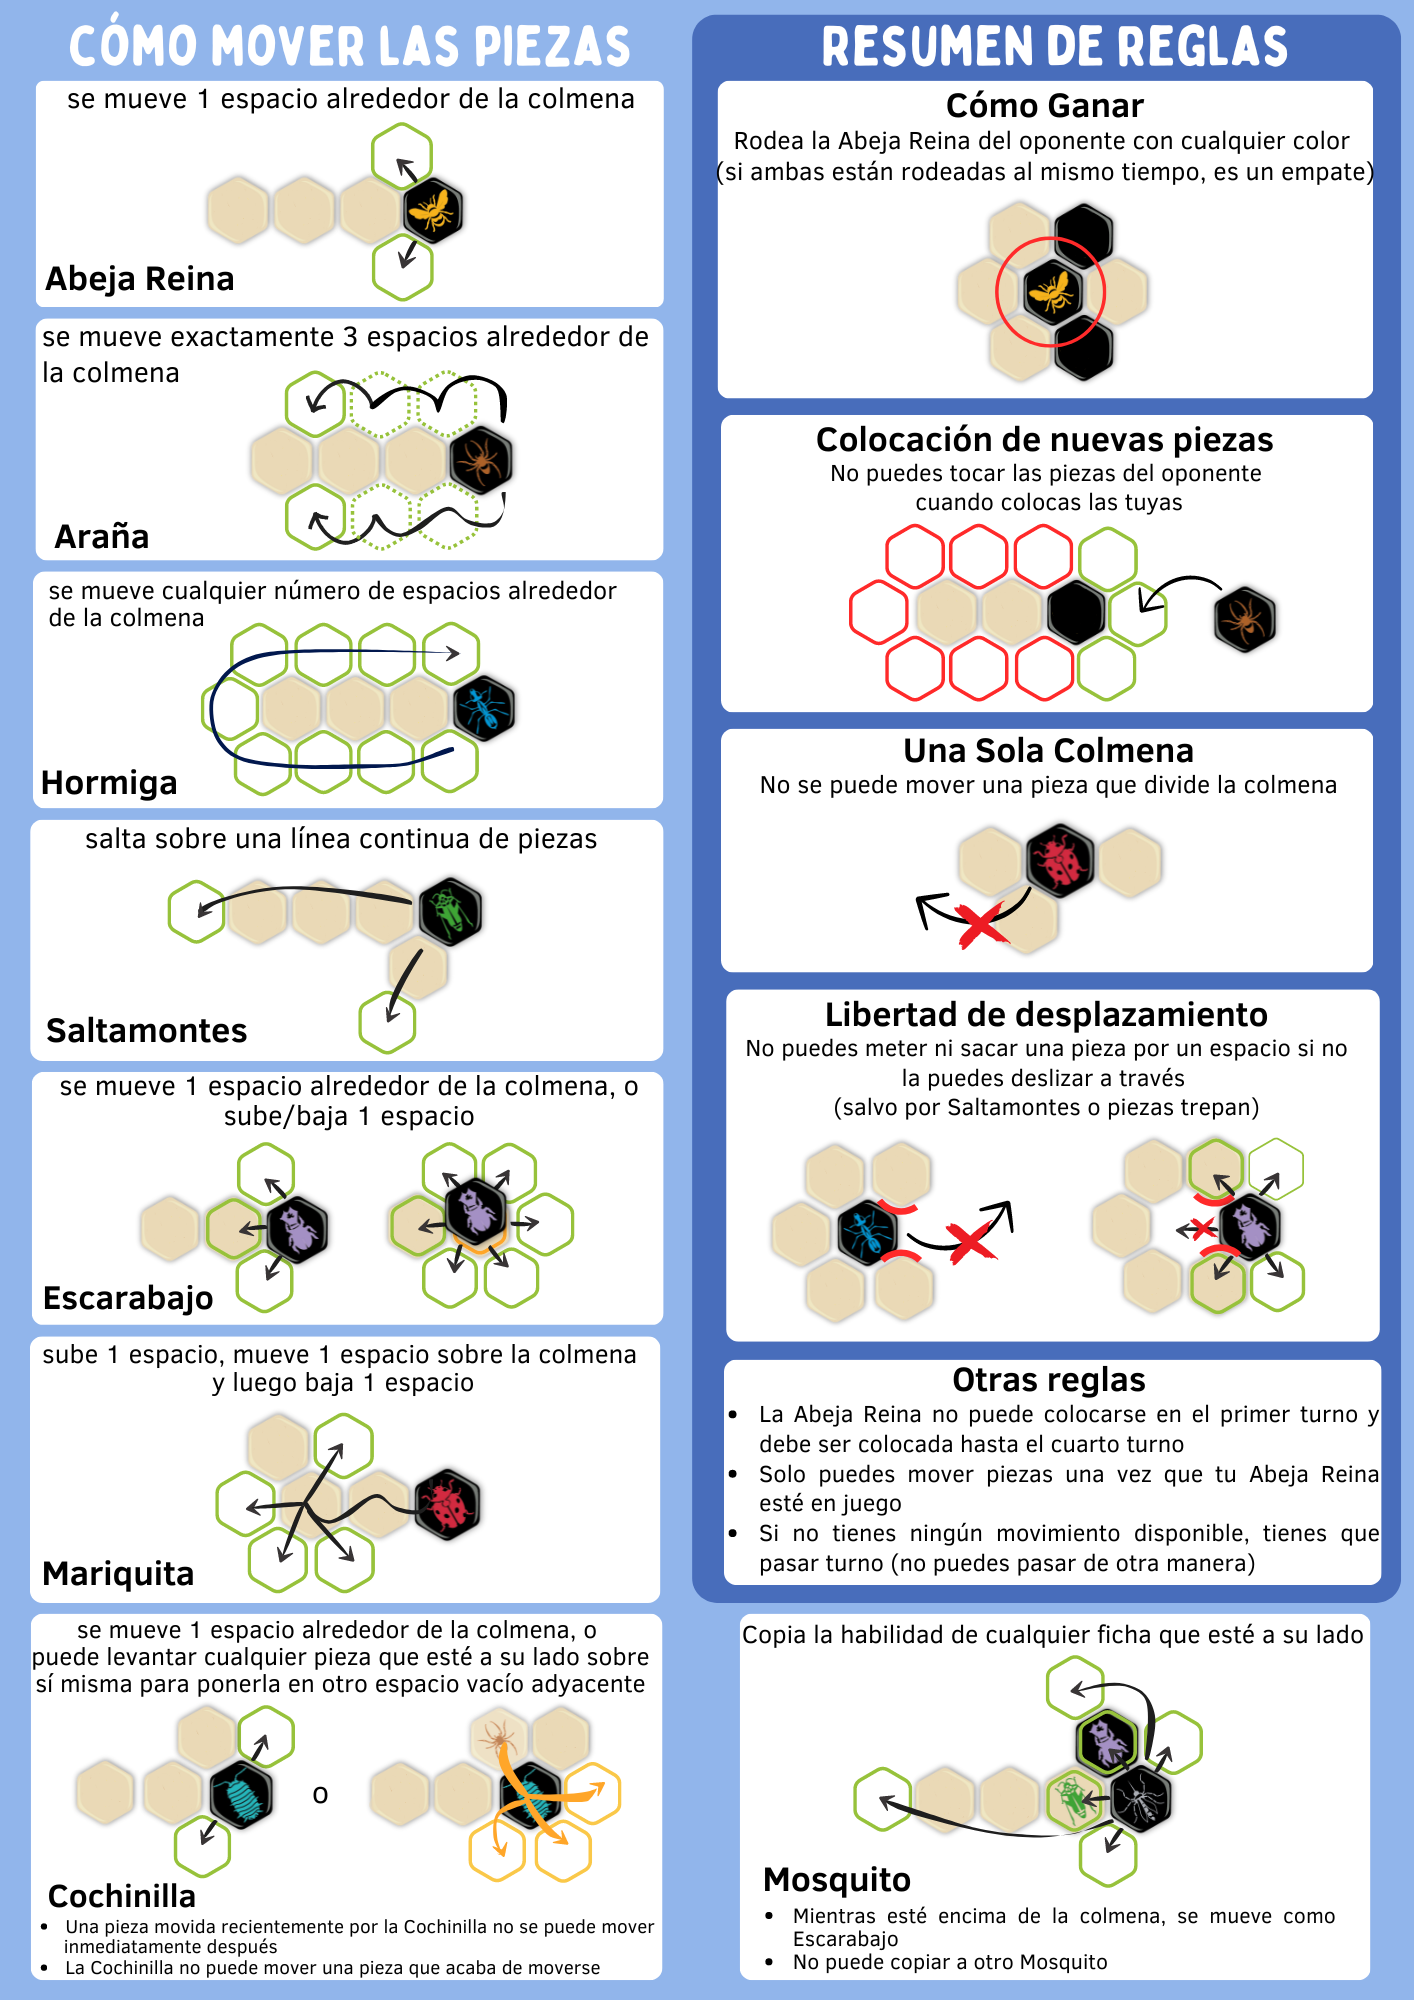 CÓMO MOVER LAS PIEZAS
se mueve 1 espacio alrededor de la colmena
Abeja Reina
se mueve exactamente 3 espacios alrededor de
la colmena
Araña
se mueve cualquier número de espacios alrededor
de la colmena
Hormiga
salta sobre una línea continua de piezas
Saltamontes
se mueve 1 espacio alrededor de la colmena, o
sube/baja 1 espacio
Escarabajo
sube 1 espacio, mueve 1 espacio sobre la colmena
y luego baja 1 espacio
Mariquita
se mueve 1 espacio alrededor de la colmena, o
puede levantar cualquier pieza que esté a su lado sobre
sí misma para ponerla en otro espacio vacío adyacente
o
Cochinilla
• Una pieza movida recientemente por la Cochinilla no se puede mover
inmediatamente después
• La Cochinilla no puede mover una pieza que acaba de moverse
RESUMEN DE REGLAS
Cómo Ganar
Rodea la Abeja Reina del oponente con cualquier color
(si ambas están rodeadas al mismo tiempo, es un empate)
Colocación de nuevas piezas
No puedes tocar las piezas del oponente
cuando colocas las tuyas
Una Sola Colmena
No se puede mover una pieza que divide la colmena
Libertad de desplazamiento
No puedes meter ni sacar una pieza por un espacio si no
la puedes deslizar a través
(salvo por Saltamontes o piezas trepan)
Otras reglas
• La Abeja Reina no puede colocarse en el primer turno y
debe ser colocada hasta el cuarto turno
• Solo puedes mover piezas una vez que tu Abeja Reina
esté en juego
• Si no tienes ningún movimiento disponible, tienes que
pasar turno (no puedes pasar de otra manera)
Copia la habilidad de cualquier ficha que esté a su lado
Mosquito
• Mientras esté encima de la colmena, se mueve como
Escarabajo
• No puede copiar a otro Mosquito